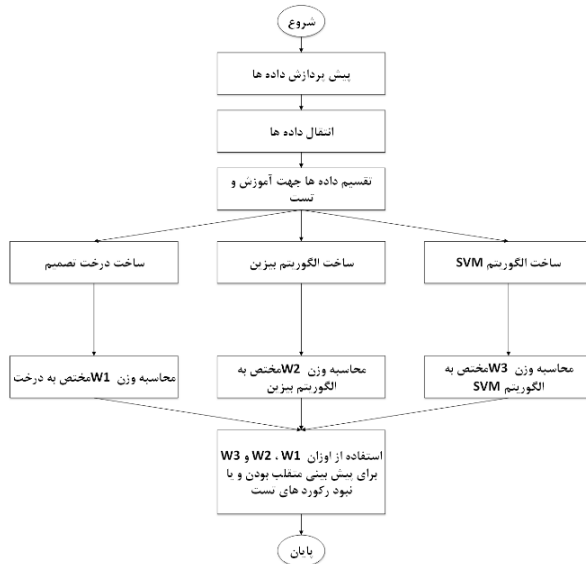 شروع
پیش پردازش داده ها
انتقال داده ها
تقسیم داده ها جهت آموزش و
تست
ساخت الگوریتم SVM
ساخت الگوریتم بیزین
ساخت درخت تصمیم
محاسبه وزن W3مختص به
الگوریتم SVM
محاسبه وزن W2مختص به
الگوریتم بیزین
محاسبه وزن W1مختص به درخت
استفاده از اوزان W2 ، W1 و W3
برای پیش بینی متقلب بودن و یا
نبود رکورد های تست
پایان